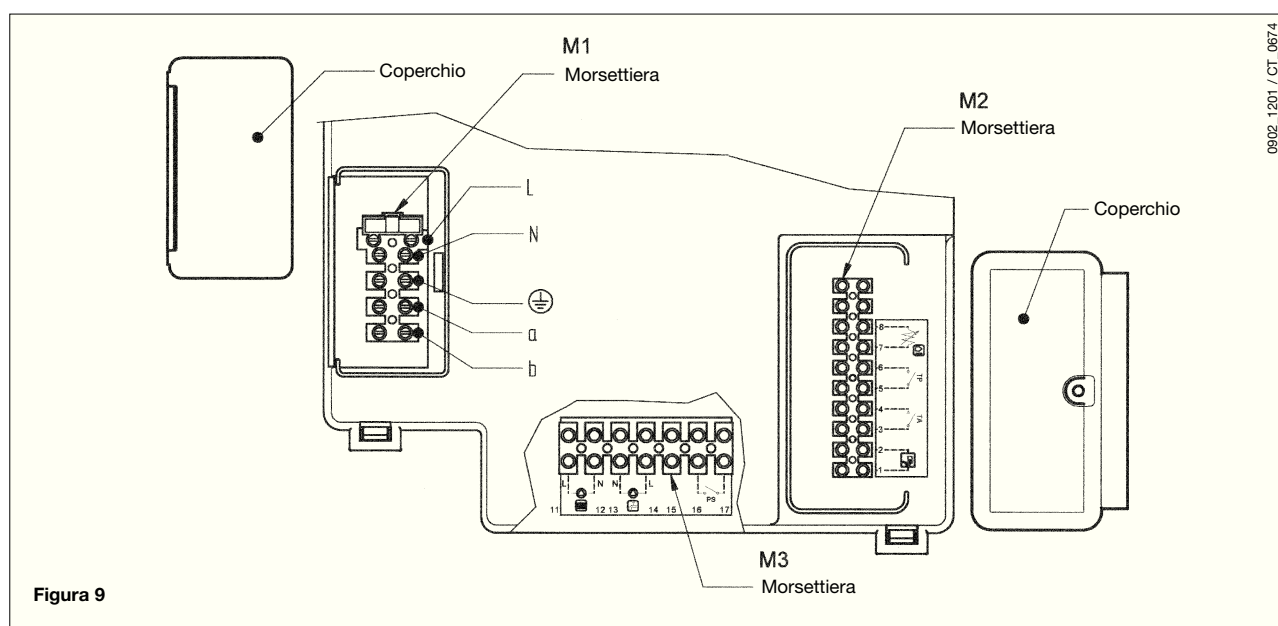 M1
Morsettiera
Coperchio
0902_1201 / CT_0674
M2
Morsettiera
Coperchio
L
N
a
b
8
7
6
5
TP
4
3
TA
2
1
L N N L
PS
11 12 13 14 15 16 17
M3
Morsettiera
Figura 9